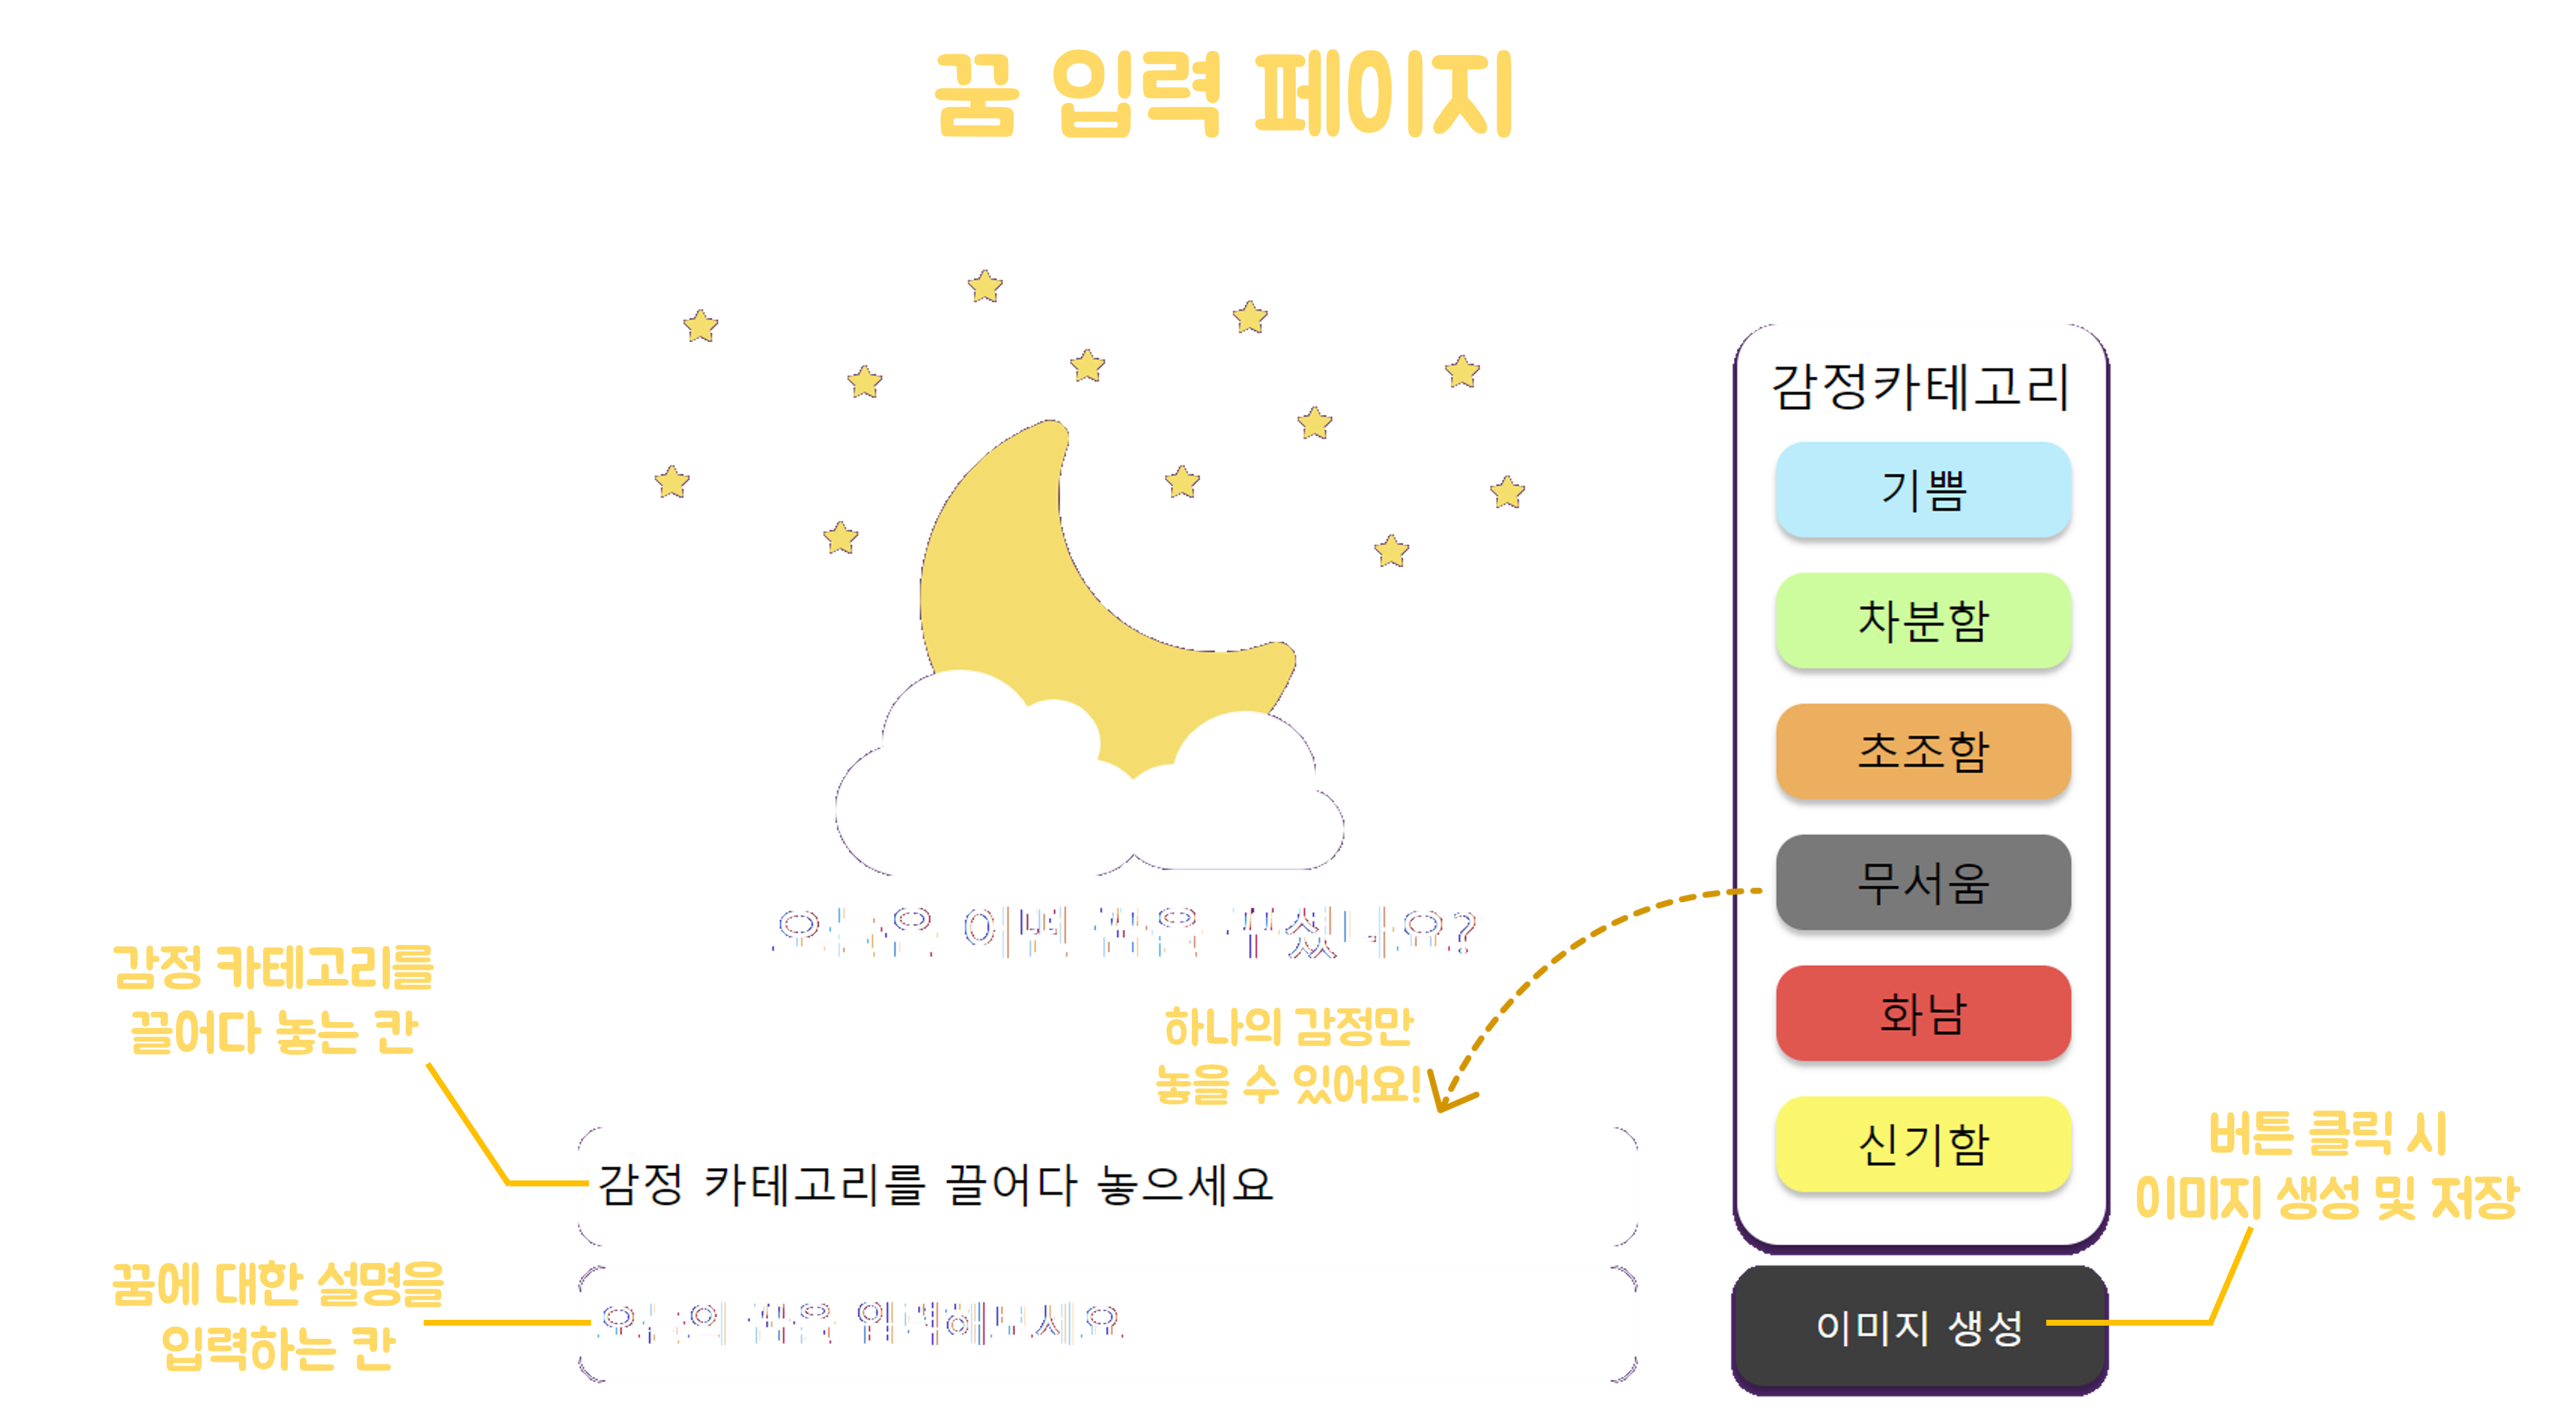 꿈 입력 페이지
감정카테고리
기쁨
차분함
초조함
무서움
화남
신기함
오늘은 어떤 꿈을 꾸셨나요?
하나의 감정만
놓을 수 있어요!
감정 카테고리를
끌어다 놓는 칸
감정 카테고리를 끌어다 놓으세요
꿈에 대한 설명을
입력하는 칸
오늘의 꿈을 입력해보세요
이미지 생성
버튼 클릭 시
이미지 생성 및 저장